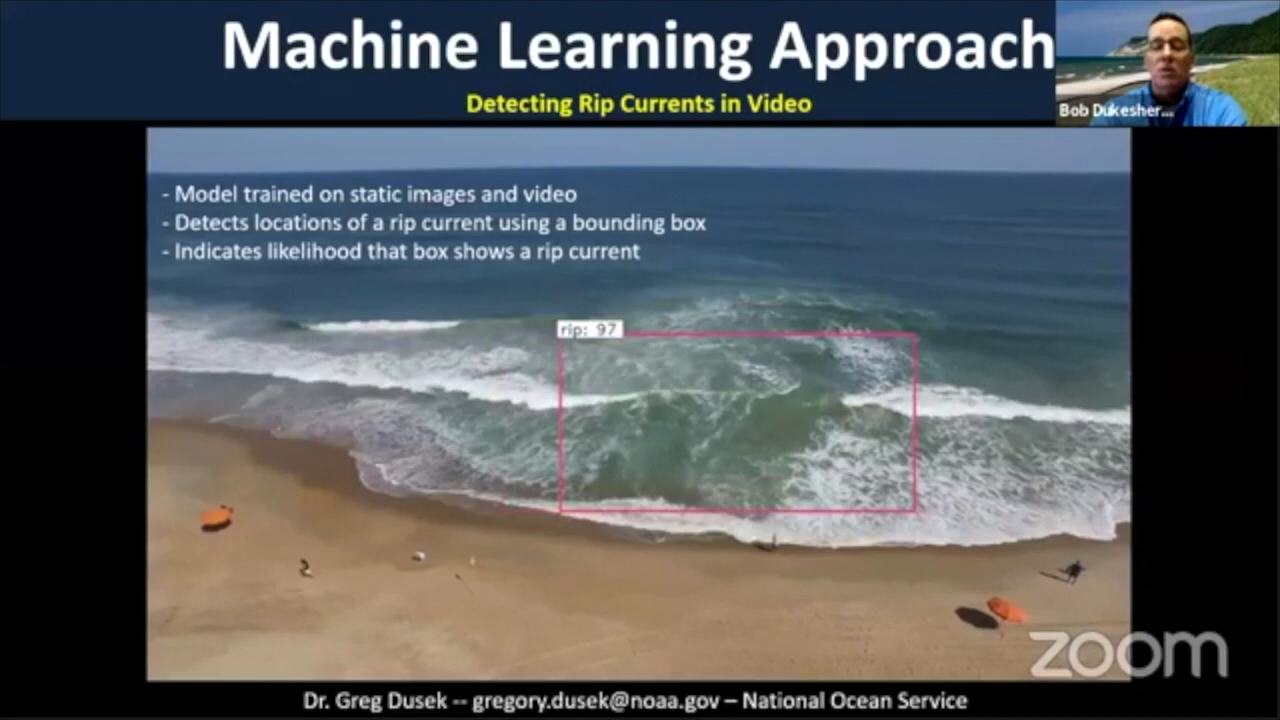 Machine Learning Approach
Detecting Rip Currents in Video
Bob Dukesher...
- Model trained on static images and video
- Detects locations of a rip current using a bounding box
- Indicates likelihood that box shows a rip current
rip: 97
zoom
Dr. Greg Dusek -- gregory.dusek@noaa.gov – National Ocean Service